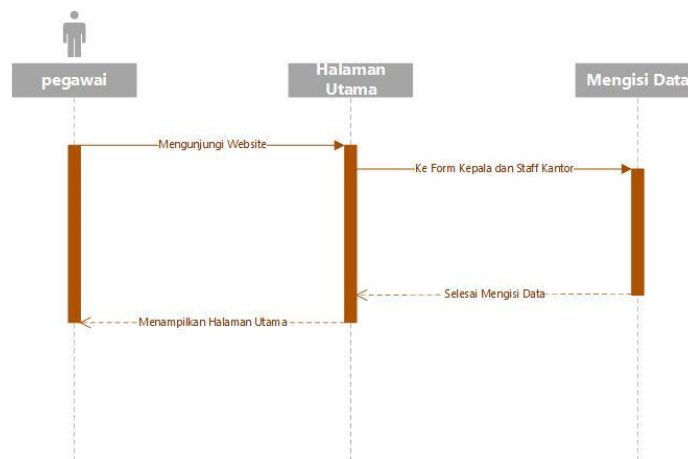 pegawai
Halaman
Utama
Mengisi Data
Mengunjungi Website
Ke Form Kepala dan Staff Kantor
Selesai Mengisi Data
Menampilkan Halaman Utama